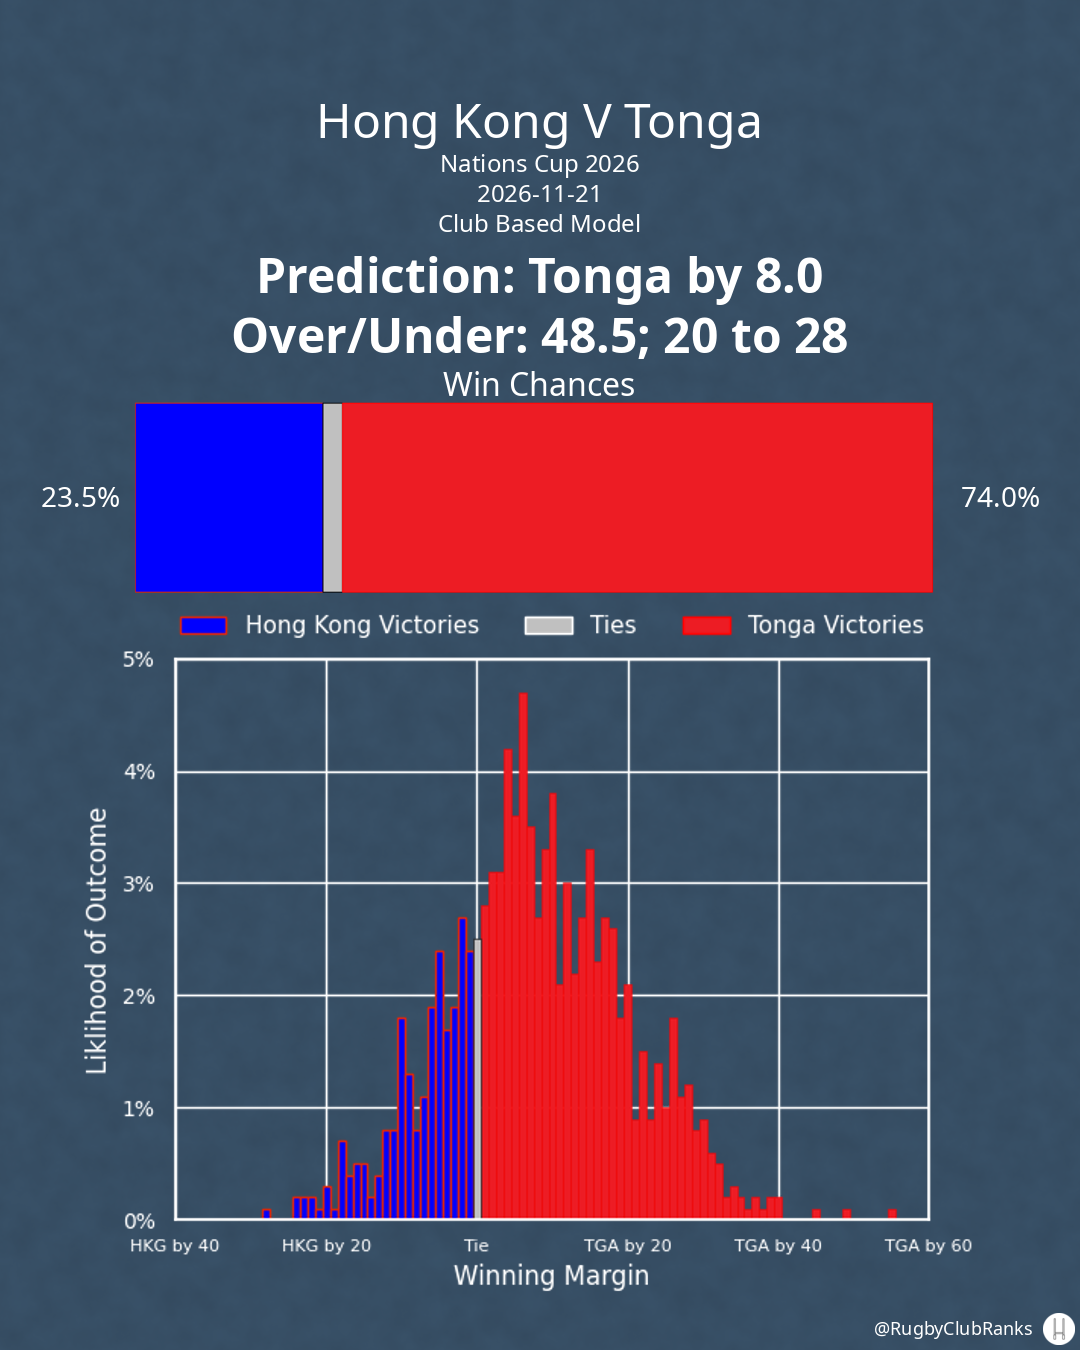 Hong Kong V Tonga
Nations Cup 2026
2026-11-21
Club Based Model
Prediction: Tonga by 8.0
Over/Under: 48.5; 20 to 28
Win Chances
23.5%
74.0%
Hong Kong Victories
Ties
Tonga Victories
5%
4%
3%
2%
1%
0%
Liklihood of Outcome
HKG by 40
HKG by 20
Tie
TGA by 20
TGA by 40
TGA by 60
Winning Margin
@RugbyClubRanks